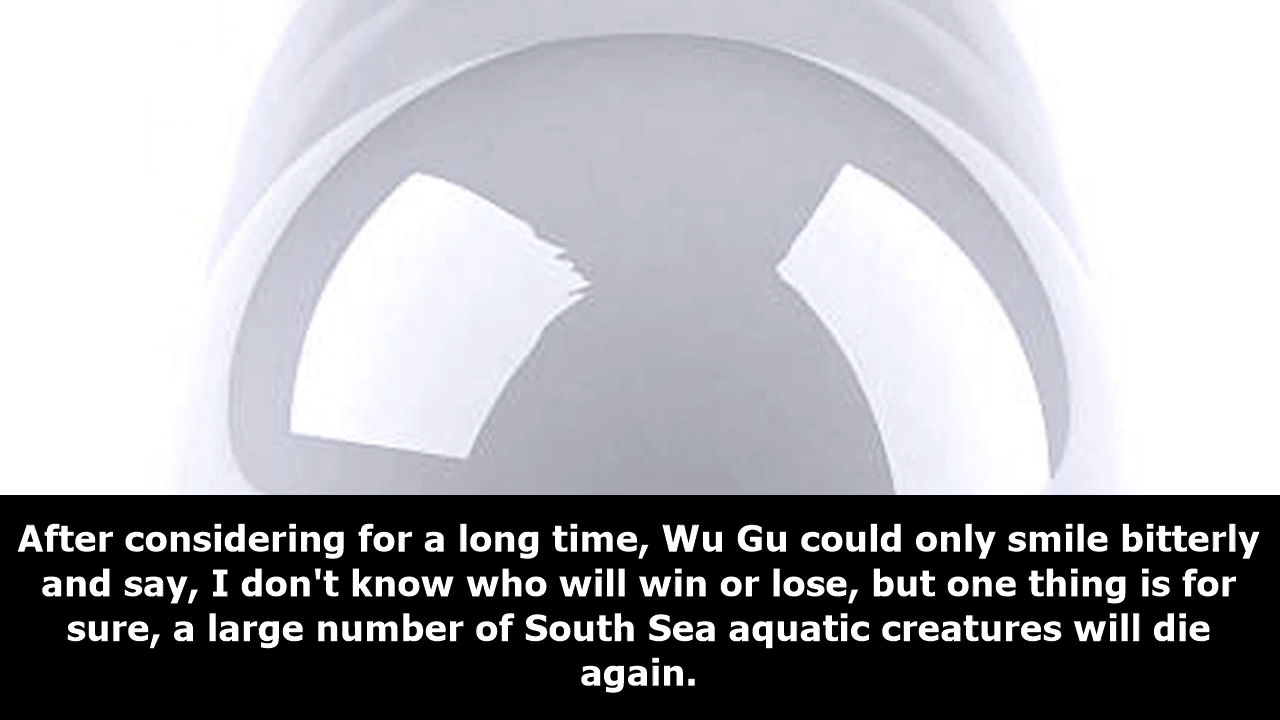 After considering for a long time, Wu Gu could only smile bitterly
and say, I don't know who will win or lose, but one thing is for
sure, a large number of South Sea aquatic creatures will die
again.